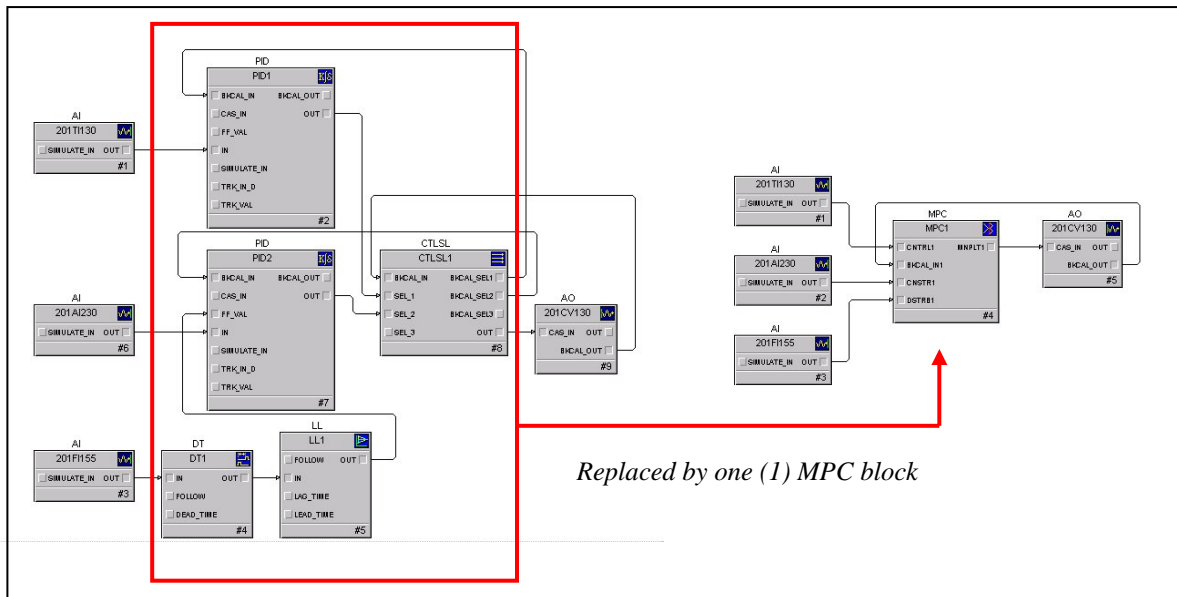 PID
PID1
BKCAL_IN BKCAL_OUT
CAS_IN OUT
FF_VAL
IN
SIMULATE_IN
TRK_IN_D
TRK_VAL
#2
AI
201TI130
SIMULATE_IN OUT
#1
PID
PID2
BKCAL_IN BKCAL_OUT
CAS_IN OUT
FF_VAL
IN
SIMULATE_IN
TRK_IN_D
TRK_VAL
#7
AI
201AI230
SIMULATE_IN OUT
#6
CTLSL
CTLSL1
BKCAL_IN BKCAL_SEL1
SEL_1 BKCAL_SEL2
SEL_2 BKCAL_SEL3
SEL_3 OUT
#8
AO
201CV130
CAS_IN OUT
BKCAL_OUT
#9
AI
201FI155
SIMULATE_IN OUT
#3
DT
DT1
IN OUT
FOLLOW
DEAD_TIME
#4
LL
LL1
FOLLOW OUT
IN
LAG_TIME
LEAD_TIME
#5
AI
201TI130
SIMULATE_IN OUT
#1
AI
201AI230
SIMULATE_IN OUT
#2
AI
201FI155
SIMULATE_IN OUT
#3
MPC
MPC1
CNTRL1 MNPLT1
BKCAL_IN1
CNSTR1
DSTRB1
#4
AO
201CV130
CAS_IN OUT
BKCAL_OUT
#5
Replaced by one (1) MPC block